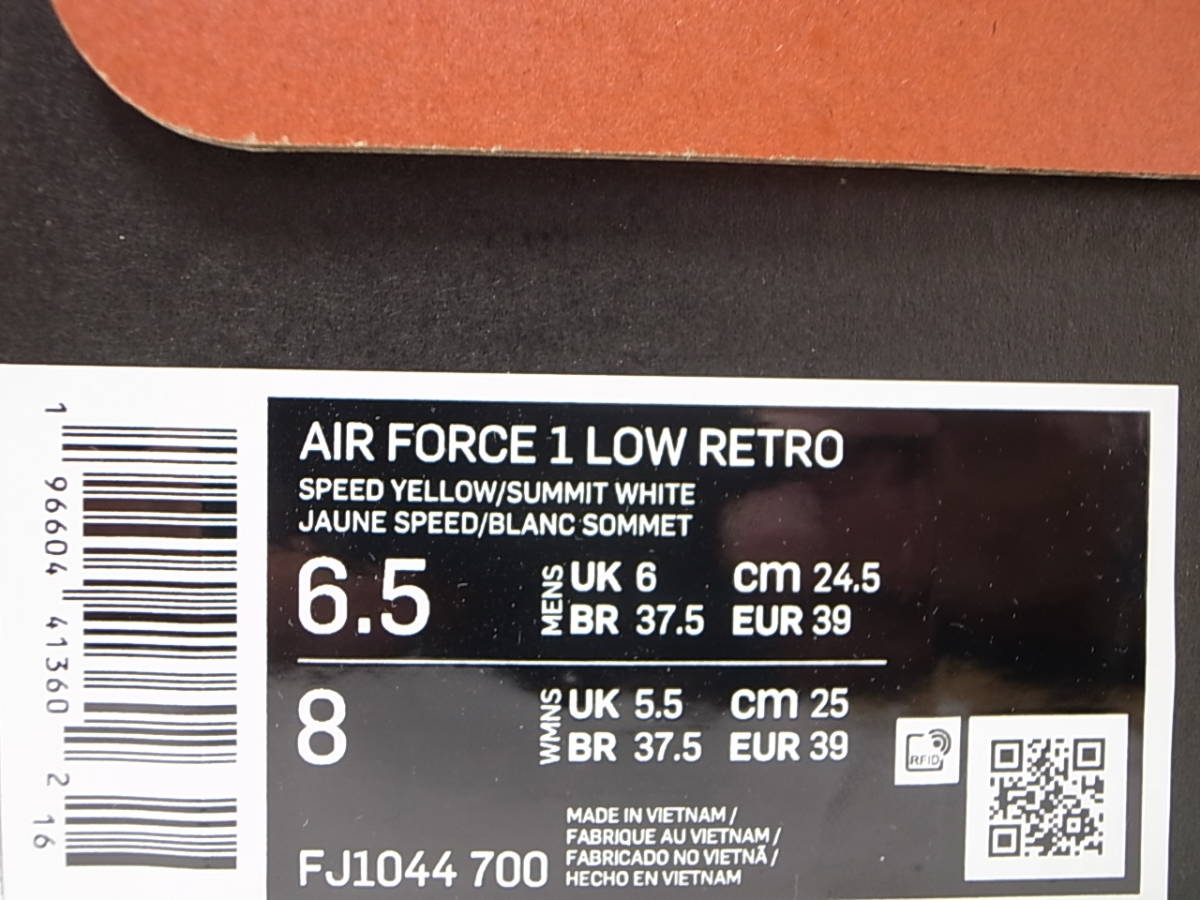 AIR FORCE 1 LOW RETRO
SPEED YELLOW/SUMMIT WHITE
JAUNE SPEED/BLANC SOMMET
6.5 MENS UK 6 cm 24.5
BR 37.5 EUR 39
8 WMNS UK 5.5 cm 25
BR 37.5 EUR 39
RFID
MADE IN VIETNAM /
FABRIQUE AU VIETNAM /
FABRICADO NO VIETNÃ /
HECHO EN VIETNAM
FJ1044 700
1 96604 41360 2 16